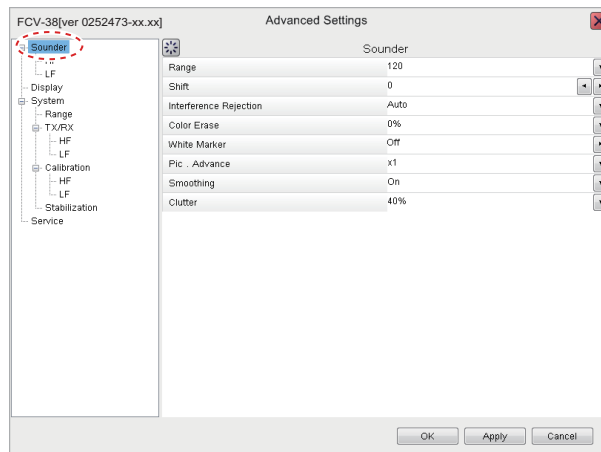 FCV-38[ver 0252473-xx.xx]
Advanced Settings
Sounder
LF
Display
System
Range
TX/RX
HF
LF
Calibration
HF
LF
Stabilization
Service
Sounder
Range 120
Shift 0
Interference Rejection Auto
Color Erase 0%
White Marker Off
Pic . Advance x1
Smoothing On
Clutter 40%
OK Apply Cancel